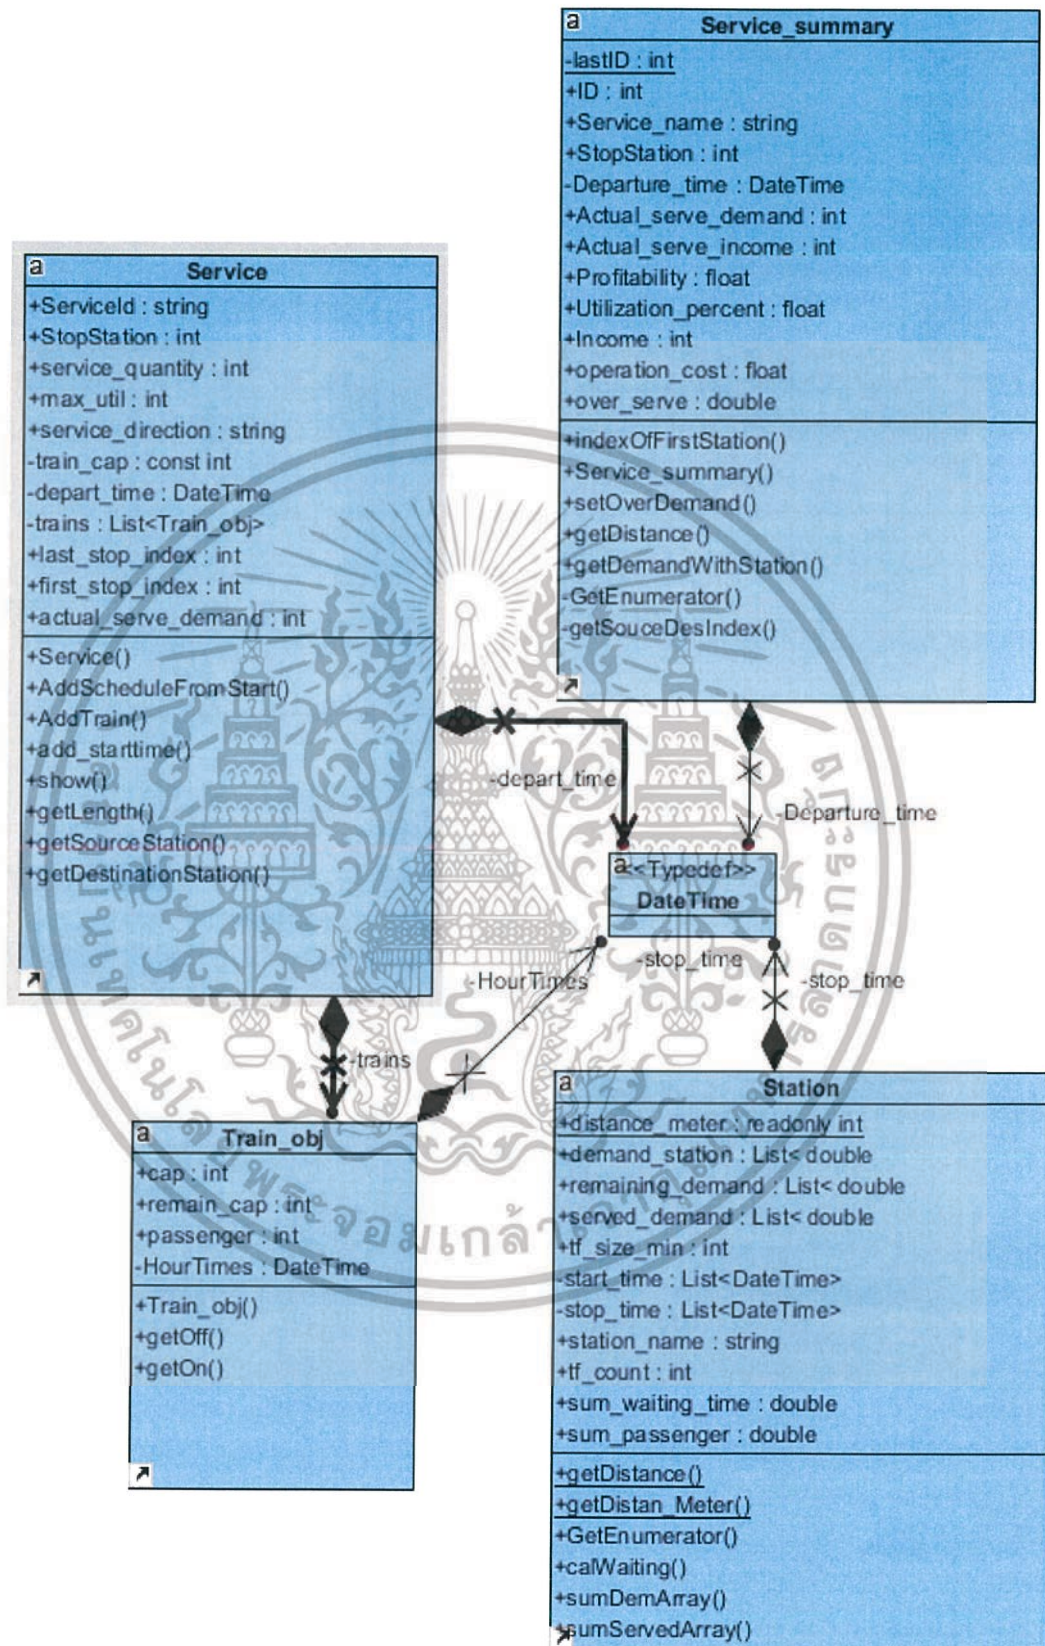 a
Service_summary
-lastID : int
+ID : int
+Service_name : string
+StopStation : int
-Departure_time : DateTime
+Actual_serve_demand : int
+Actual_serve_income : int
+Profitability : float
+Utilization_percent : float
+Income : int
+operation_cost : float
+over_serve : double
+indexOfFirstStation()
+Service_summary()
+setOverDemand()
+getDistance()
+getDemandWithStation()
-GetEnumerator()
-getSouceDesIndex()
a
Service
+ServiceId : string
+StopStation : int
+service_quantity : int
+max_util : int
+service_direction : string
-train_cap : const int
-depart_time : DateTime
-trains : List<Train_obj>
+last_stop_index : int
+first_stop_index : int
+actual_serve_demand : int
+Service()
+AddScheduleFromStart()
+AddTrain()
+add_starttime()
+show()
+getLength()
+getSourceStation()
+getDestinationStation()
-depart_time
-Departure_time
a
<<Typedef>>
DateTime
-stop_time
-HourTimes
-stop_time
-trains
a
Train_obj
+cap : int
+remain_cap : int
+passenger : int
-HourTimes : DateTime
+Train_obj()
+getOff()
+getOn()
a
Station
+distance_meter : readonly int
+demand_station : List< double
+remaining_demand : List< double
+served_demand : List< double
+tf_size_min : int
-start_time : List<DateTime>
-stop_time : List<DateTime>
+station_name : string
+tf_count : int
+sum_waiting_time : double
+sum_passenger : double
+getDistance()
+getDistan_Meter()
+GetEnumerator()
+calWaiting()
+sumDemArray()
+sumServedArray()